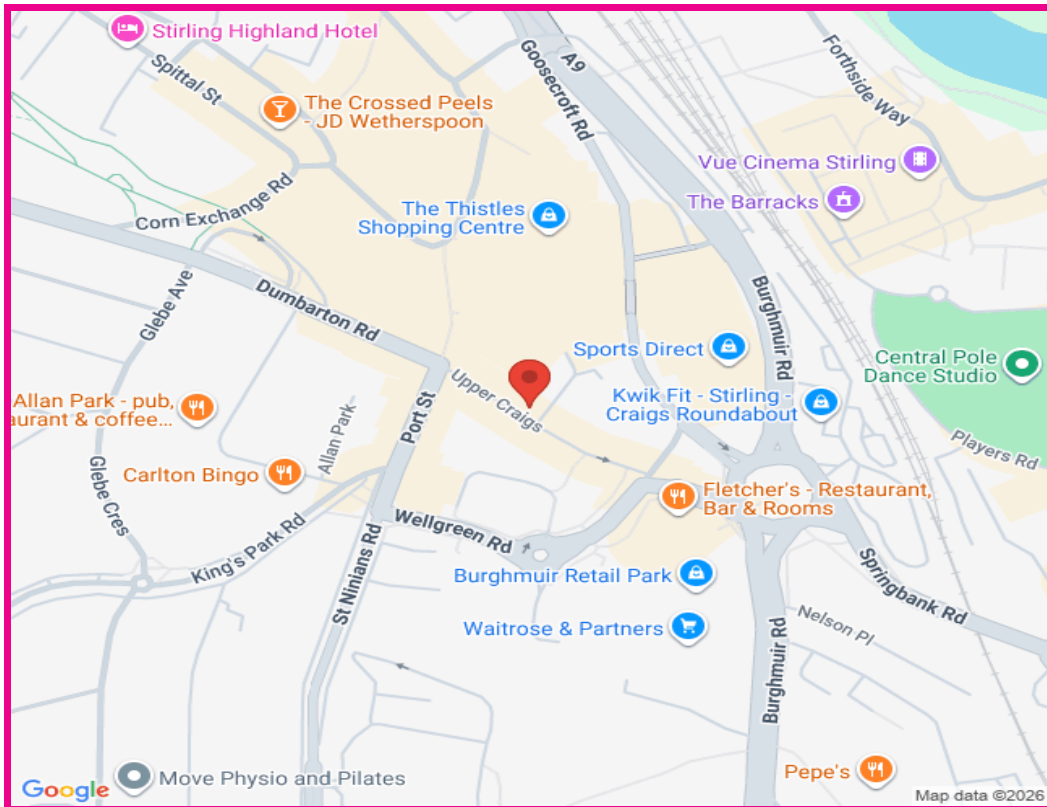 Stirling Highland Hotel
Spittal St
The Crossed Peels
- JD Wetherspoon
Corn Exchange Rd
Goosecroft Rd
A9
Forthside Way
Vue Cinema Stirling
The Barracks
The Thistles
Shopping Centre
Glebe Ave
Dumbarton Rd
Burghmuir Rd
Sports Direct
Central Pole
Dance Studio
Kwik Fit - Stirling -
Craigs Roundabout
Upper Craigs
Port St
Allan Park - pub,
aurant & coffee...
Allan Park
Players Rd
Carlton Bingo
Glebe Cres
Fletcher's - Restaurant,
Bar & Rooms
Wellgreen Rd
King's Park Rd
St Ninians Rd
Burghmuir Retail Park
Springbank Rd
Waitrose & Partners
Nelson Pl
Burghmuir Rd
Move Physio and Pilates
Pepe's
Google
Map data ©2026